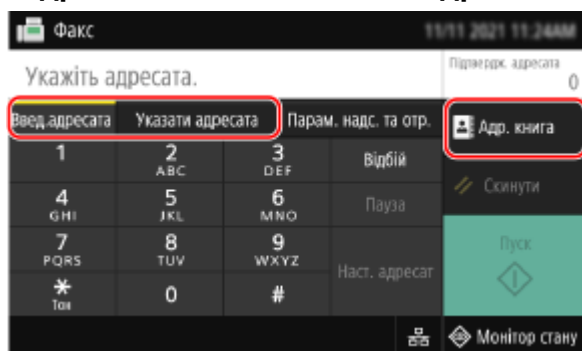 Факс
11/11 2021 11:24AM
Укажіть адресата.
Підтвердж. адресата
0
Введ.адресата Указати адресата Парам. надс. та отр.
Адр. книга
1 2 3 Відбій
ABC DEF
Скинути
4 5 6 Пауза
GHI JKL MNO
7 8 9
PQRS TUV WXYZ
Пуск
Наст. адресат
* 0 #
Тон
Монітор стану